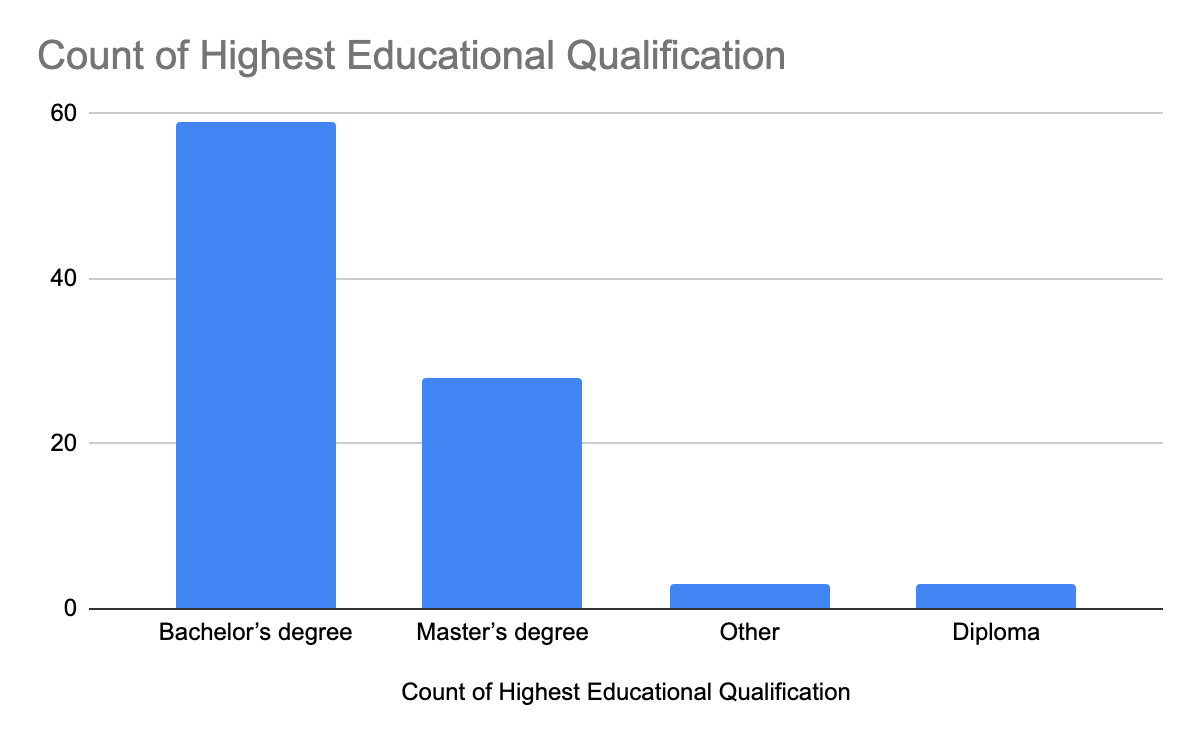 Count of Highest Educational Qualification
60
40
20
0
Bachelor’s degree Master’s degree Other Diploma
Count of Highest Educational Qualification